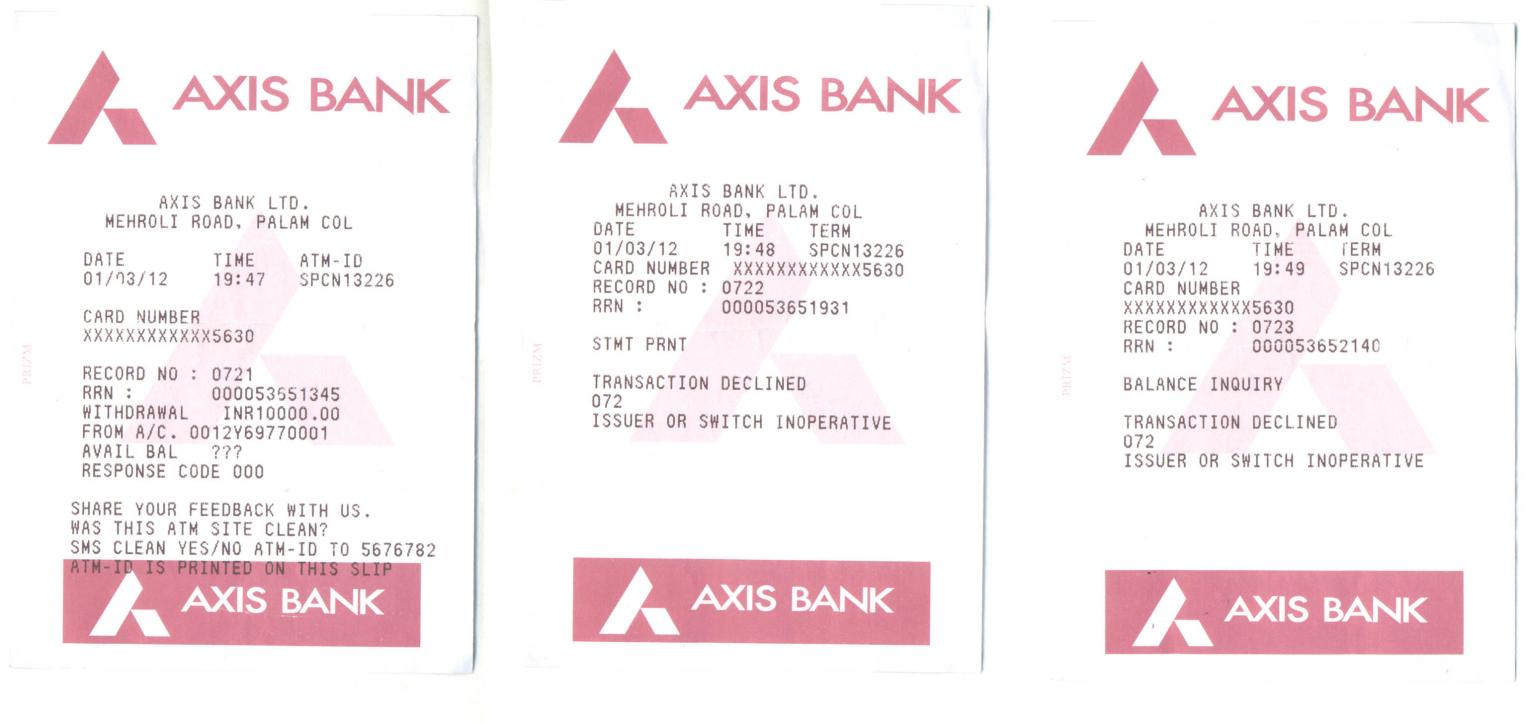 AXIS BANK
AXIS BANK LTD.
MEHROLI ROAD, PALAM COL
DATE TIME ATM-ID
01/03/12 19:47 SPCN13226
CARD NUMBER
XXXXXXXXXXXX5630
RECORD NO : 0721
RRN : 000053651345
WITHDRAWAL INR10000.00
FROM A/C. 0012Y69770001
AVAIL BAL ???
RESPONSE CODE 000
SHARE YOUR FEEDBACK WITH US.
WAS THIS ATM SITE CLEAN?
SMS CLEAN YES/NO ATM-ID TO 5676782
ATM-ID IS PRINTED ON THIS SLIP
AXIS BANK
PRIZM
AXIS BANK
AXIS BANK LTD.
MEHROLI ROAD, PALAM COL
DATE TIME TERM
01/03/12 19:48 SPCN13226
CARD NUMBER XXXXXXXXXXXX5630
RECORD NO : 0722
RRN : 000053651931
STMT PRNT
TRANSACTION DECLINED
072
ISSUER OR SWITCH INOPERATIVE
AXIS BANK
PRIZM
AXIS BANK
AXIS BANK LTD.
MEHROLI ROAD, PALAM COL
DATE TIME TERM
01/03/12 19:49 SPCN13226
CARD NUMBER
XXXXXXXXXXXX5630
RECORD NO : 0723
RRN : 000053652140
BALANCE INQUIRY
TRANSACTION DECLINED
072
ISSUER OR SWITCH INOPERATIVE
AXIS BANK
PRIZM